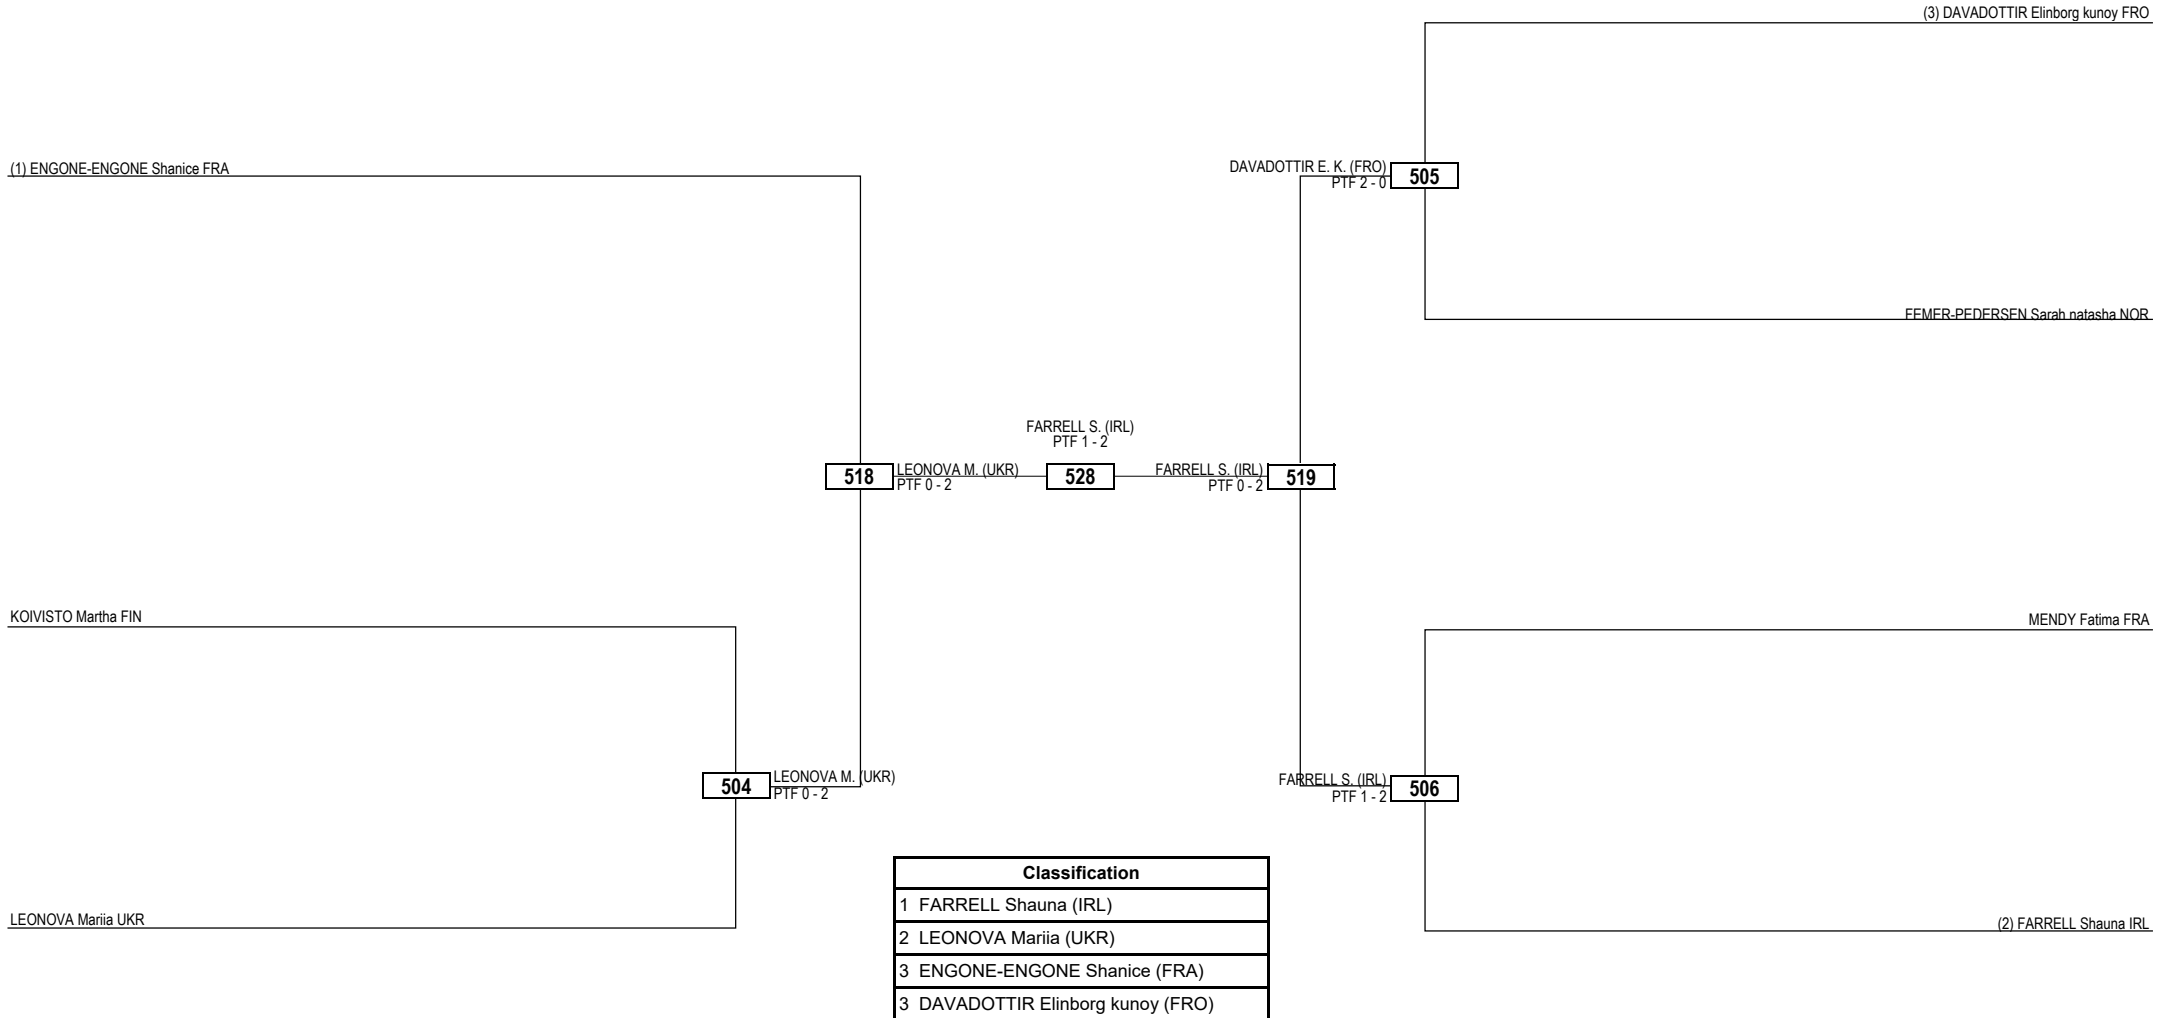 (3) DAVADOTTIR Elinborg kunoy FRO
(1) ENGONE-ENGONE Shanice FRA
DAVADOTTIR E. K. (FRO)
PTF 2 - 0
505
FEMER-PEDERSEN Sarah natasha NOR
FARRELL S. (IRL)
PTF 1 - 2
518
LEONOVA M. (UKR)
PTF 0 - 2
528
FARRELL S. (IRL)
PTF 0 - 2
519
KOIVISTO Martha FIN
MENDY Fatima FRA
504
LEONOVA M. (UKR)
PTF 0 - 2
FARRELL S. (IRL)
PTF 1 - 2
506
LEONOVA Mariia UKR
(2) FARRELL Shauna IRL
Classification
1 FARRELL Shauna (IRL)
2 LEONOVA Mariia (UKR)
3 ENGONE-ENGONE Shanice (FRA)
3 DAVADOTTIR Elinborg kunoy (FRO)